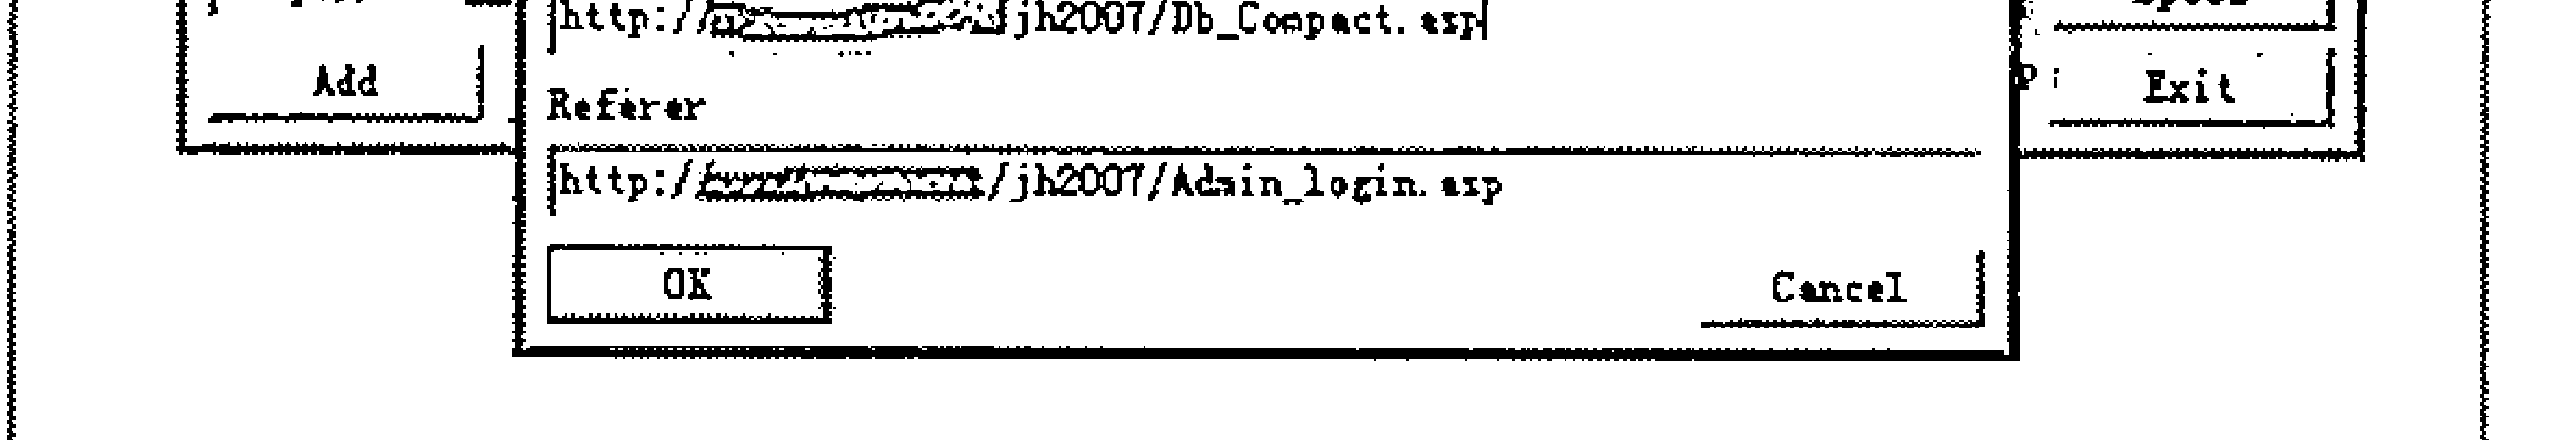 http:// jh2007/Db_Compact.asp
Add
Exit
Referer
http:// /jh2007/Admin_login.asp
OK
Cancel